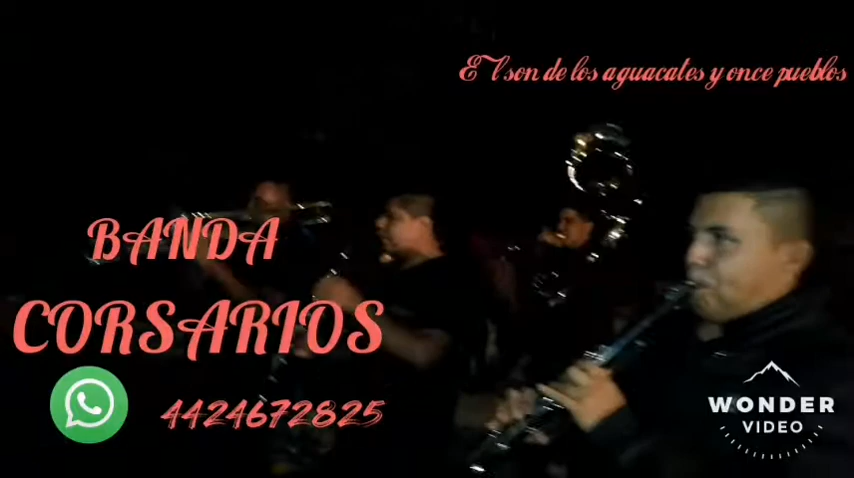 El son de los aguacates y once pueblos
BANDA
CORSARIOS
4424672825
WONDER
VIDEO